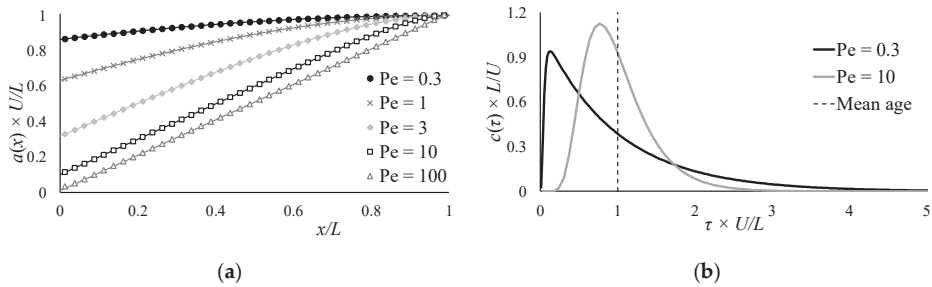 a(x) × U/L
1
0.8
0.6
0.4
0.2
0
0
0.2
0.4
0.6
0.8
1
x/L
Pe = 0.3
Pe = 1
Pe = 3
Pe = 10
Pe = 100
(a)
c(τ) × L/U
1.2
0.9
0.6
0.3
0
0
1
2
3
4
5
τ × U/L
Pe = 0.3
Pe = 10
Mean age
(b)